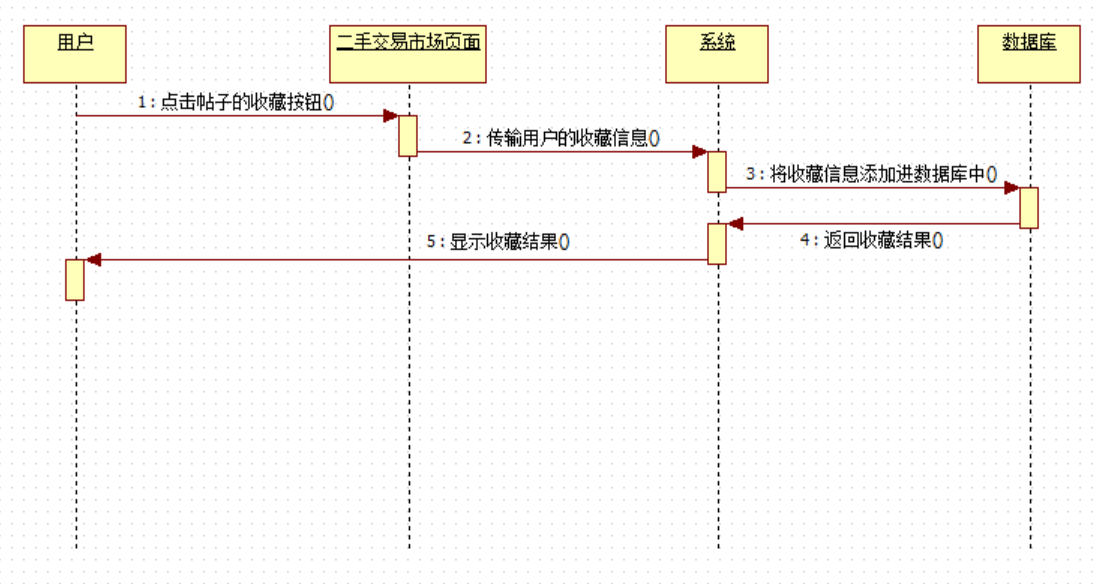 用户
二手交易市场页面
系统
数据库
1:点击帖子的收藏按钮()
2:传输用户的收藏信息()
3:将收藏信息添加进数据库中()
4:返回收藏结果()
5:显示收藏结果()